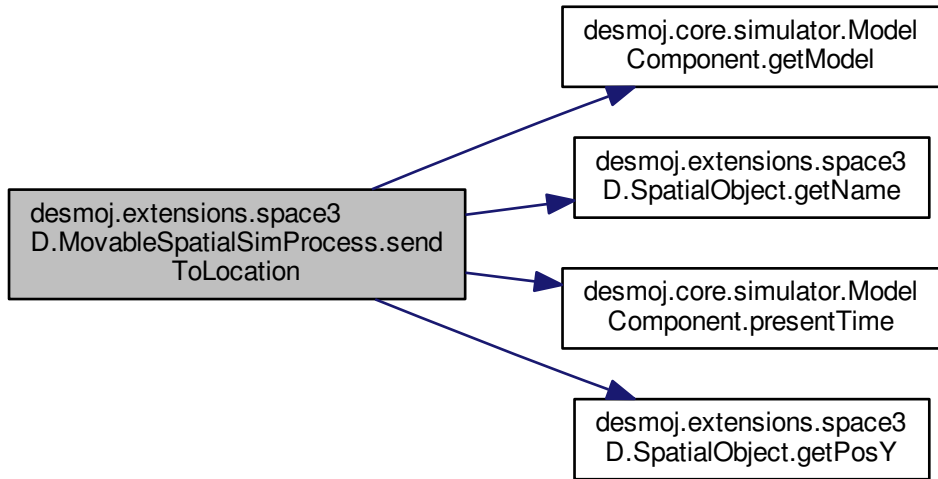 desmoj.core.simulator.Model
Component.getModel
desmoj.extensions.space3
D.SpatialObject.getName
desmoj.extensions.space3
D.MovableSpatialSimProcess.send
ToLocation
desmoj.core.simulator.Model
Component.presentTime
desmoj.extensions.space3
D.SpatialObject.getPosY